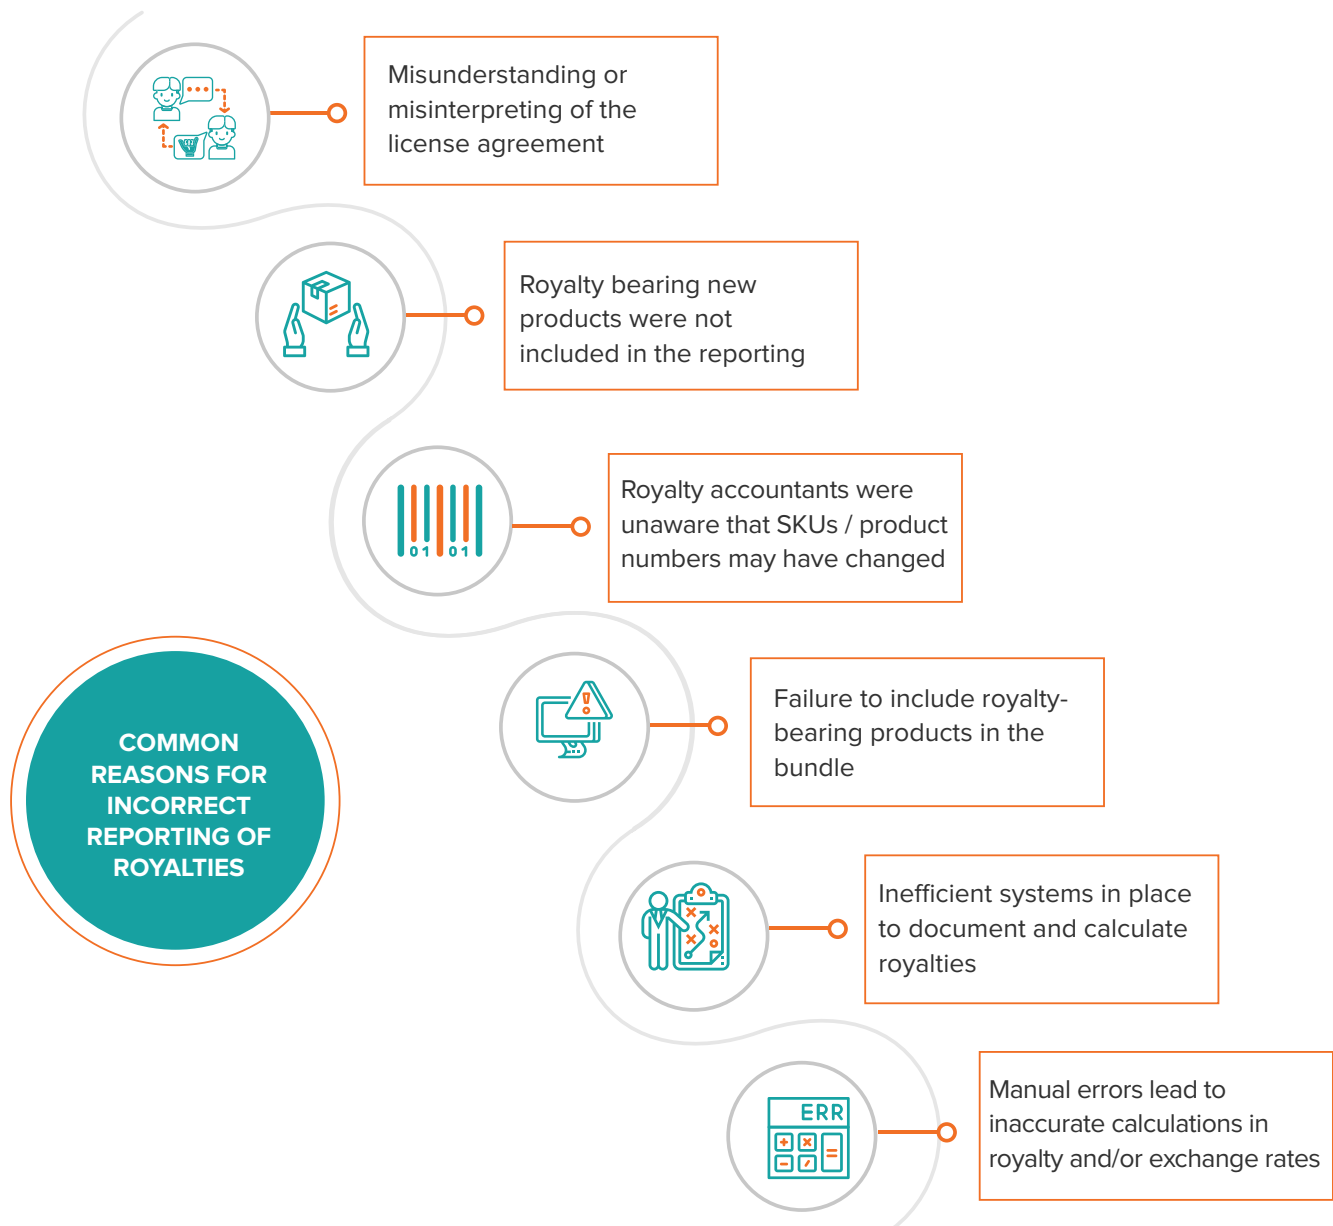 Misunderstanding or
misinterpreting of the
license agreement
Royalty bearing new
products were not
included in the reporting
Royalty accountants were
unaware that SKUs / product
numbers may have changed
01 01
Failure to include royalty-
bearing products in the
bundle
COMMON
REASONS FOR
INCORRECT
REPORTING OF
ROYALTIES
Inefficient systems in place
to document and calculate
royalties
ERR
Manual errors lead to
inaccurate calculations in
royalty and/or exchange rates